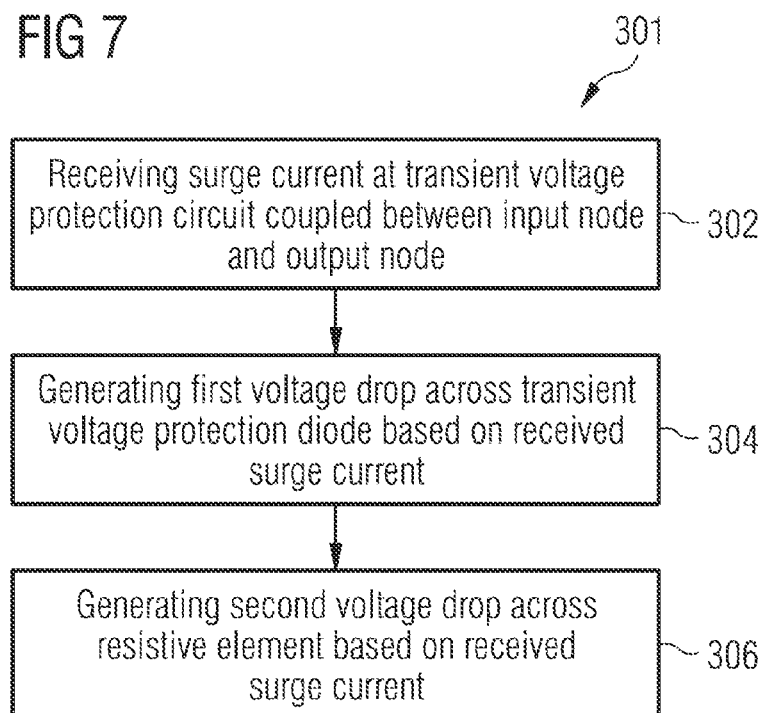 FIG 7
301
Receiving surge current at transient voltage
protection circuit coupled between input node
and output node
302
Generating first voltage drop across transient
voltage protection diode based on received
surge current
304
Generating second voltage drop across
resistive element based on received
surge current
306